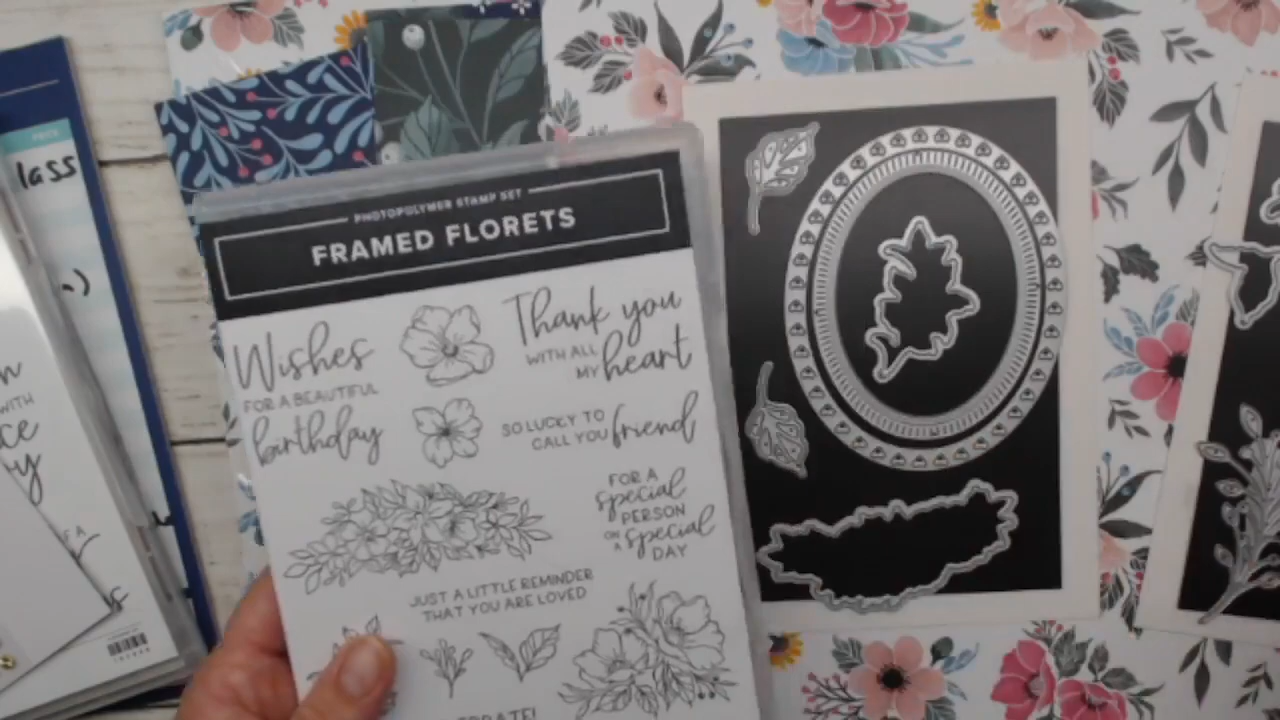 PHOTOPOLYMER STAMP SET
FRAMED FLORETS
Wishes
FOR A BEAUTIFUL
birthday
Thank you
WITH ALL
MY heart
SO LUCKY TO
CALL YOU friend
FOR A
special
PERSON
ON A special
DAY
JUST A LITTLE REMINDER
THAT YOU ARE LOVED
lass
WITH